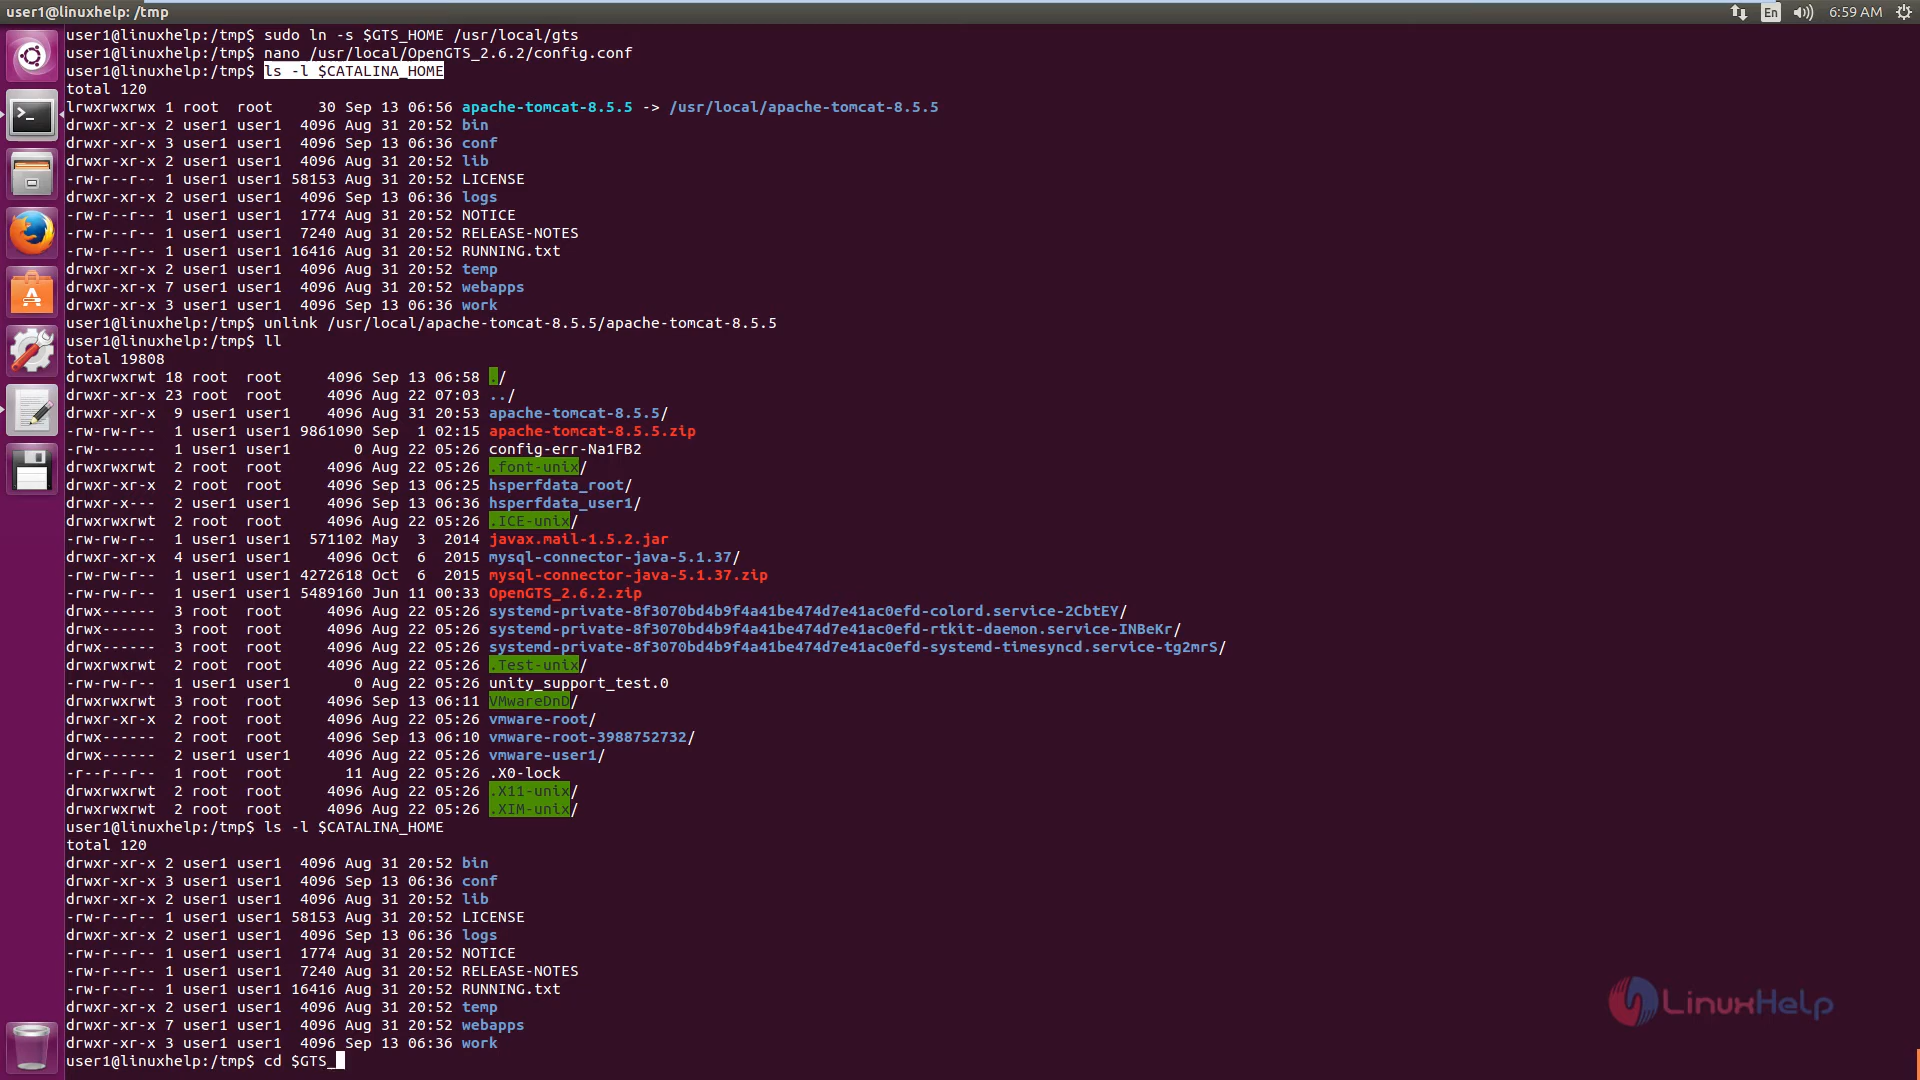 user1@linuxhelp: /tmp
En
6:59 AM
user1@linuxhelp:/tmp$ sudo ln -s $GTS_HOME /usr/local/gts
user1@linuxhelp:/tmp$ nano /usr/local/OpenGTS_2.6.2/config.conf
user1@linuxhelp:/tmp$ ls -l $CATALINA_HOME
total 120
lrwxrwxrwx 1 root  root     30 Sep 13 06:56 apache-tomcat-8.5.5 -> /usr/local/apache-tomcat-8.5.5
drwxr-xr-x 2 user1 user1  4096 Aug 31 20:52 bin
drwxr-xr-x 3 user1 user1  4096 Sep 13 06:36 conf
drwxr-xr-x 2 user1 user1  4096 Aug 31 20:52 lib
-rw-r--r-- 1 user1 user1 58153 Aug 31 20:52 LICENSE
drwxr-xr-x 2 user1 user1  4096 Sep 13 06:36 logs
-rw-r--r-- 1 user1 user1  1774 Aug 31 20:52 NOTICE
-rw-r--r-- 1 user1 user1  7240 Aug 31 20:52 RELEASE-NOTES
-rw-r--r-- 1 user1 user1 16416 Aug 31 20:52 RUNNING.txt
drwxr-xr-x 2 user1 user1  4096 Aug 31 20:52 temp
drwxr-xr-x 7 user1 user1  4096 Aug 31 20:52 webapps
drwxr-xr-x 3 user1 user1  4096 Sep 13 06:36 work
user1@linuxhelp:/tmp$ unlink /usr/local/apache-tomcat-8.5.5/apache-tomcat-8.5.5
user1@linuxhelp:/tmp$ ll
total 19808
drwxrwxrwt 18 root  root     4096 Sep 13 06:58 ./
drwxr-xr-x 23 root  root     4096 Aug 22 07:03 ../
drwxr-xr-x  9 user1 user1    4096 Aug 31 20:53 apache-tomcat-8.5.5/
-rw-rw-r--  1 user1 user1 9861090 Sep  1 02:15 apache-tomcat-8.5.5.zip
-rw-------  1 user1 user1       0 Aug 22 05:26 config-err-Na1FB2
drwxrwxrwt  2 root  root     4096 Aug 22 05:26 .font-unix/
drwxr-xr-x  2 root  root     4096 Sep 13 06:25 hsperfdata_root/
drwxr-x---  2 user1 user1    4096 Sep 13 06:36 hsperfdata_user1/
drwxrwxrwt  2 root  root     4096 Aug 22 05:26 .ICE-unix/
-rw-rw-r--  1 user1 user1  571102 May  3  2014 javax.mail-1.5.2.jar
drwxr-xr-x  4 user1 user1    4096 Oct  6  2015 mysql-connector-java-5.1.37/
-rw-rw-r--  1 user1 user1 4272618 Oct  6  2015 mysql-connector-java-5.1.37.zip
-rw-rw-r--  1 user1 user1 5489160 Jun 11 00:33 OpenGTS_2.6.2.zip
drwx------  3 root  root     4096 Aug 22 05:26 systemd-private-8f3070bd4b9f4a41be474d7e41ac0efd-colord.service-2CbtEY/
drwx------  3 root  root     4096 Aug 22 05:26 systemd-private-8f3070bd4b9f4a41be474d7e41ac0efd-rtkit-daemon.service-INBeKr/
drwx------  3 root  root     4096 Aug 22 05:26 systemd-private-8f3070bd4b9f4a41be474d7e41ac0efd-systemd-timesyncd.service-tg2mrS/
drwxrwxrwt  2 root  root     4096 Aug 22 05:26 .Test-unix/
-rw-rw-r--  1 user1 user1       0 Aug 22 05:26 unity_support_test.0
drwxrwxrwt  3 root  root     4096 Sep 13 06:11 VMwareDnD/
drwxr-xr-x  2 root  root     4096 Aug 22 05:26 vmware-root/
drwx------  2 root  root     4096 Sep 13 06:10 vmware-root-3988752732/
drwx------  2 user1 user1    4096 Aug 22 05:26 vmware-user1/
-r--r--r--  1 root  root       11 Aug 22 05:26 .X0-lock
drwxrwxrwt  2 root  root     4096 Aug 22 05:26 .X11-unix/
drwxrwxrwt  2 root  root     4096 Aug 22 05:26 .XIM-unix/
user1@linuxhelp:/tmp$ ls -l $CATALINA_HOME
total 120
drwxr-xr-x 2 user1 user1  4096 Aug 31 20:52 bin
drwxr-xr-x 3 user1 user1  4096 Sep 13 06:36 conf
drwxr-xr-x 2 user1 user1  4096 Aug 31 20:52 lib
-rw-r--r-- 1 user1 user1 58153 Aug 31 20:52 LICENSE
drwxr-xr-x 2 user1 user1  4096 Sep 13 06:36 logs
-rw-r--r-- 1 user1 user1  1774 Aug 31 20:52 NOTICE
-rw-r--r-- 1 user1 user1  7240 Aug 31 20:52 RELEASE-NOTES
-rw-r--r-- 1 user1 user1 16416 Aug 31 20:52 RUNNING.txt
drwxr-xr-x 2 user1 user1  4096 Aug 31 20:52 temp
drwxr-xr-x 7 user1 user1  4096 Aug 31 20:52 webapps
drwxr-xr-x 3 user1 user1  4096 Sep 13 06:36 work
user1@linuxhelp:/tmp$ cd $GTS_
LinuxHelp